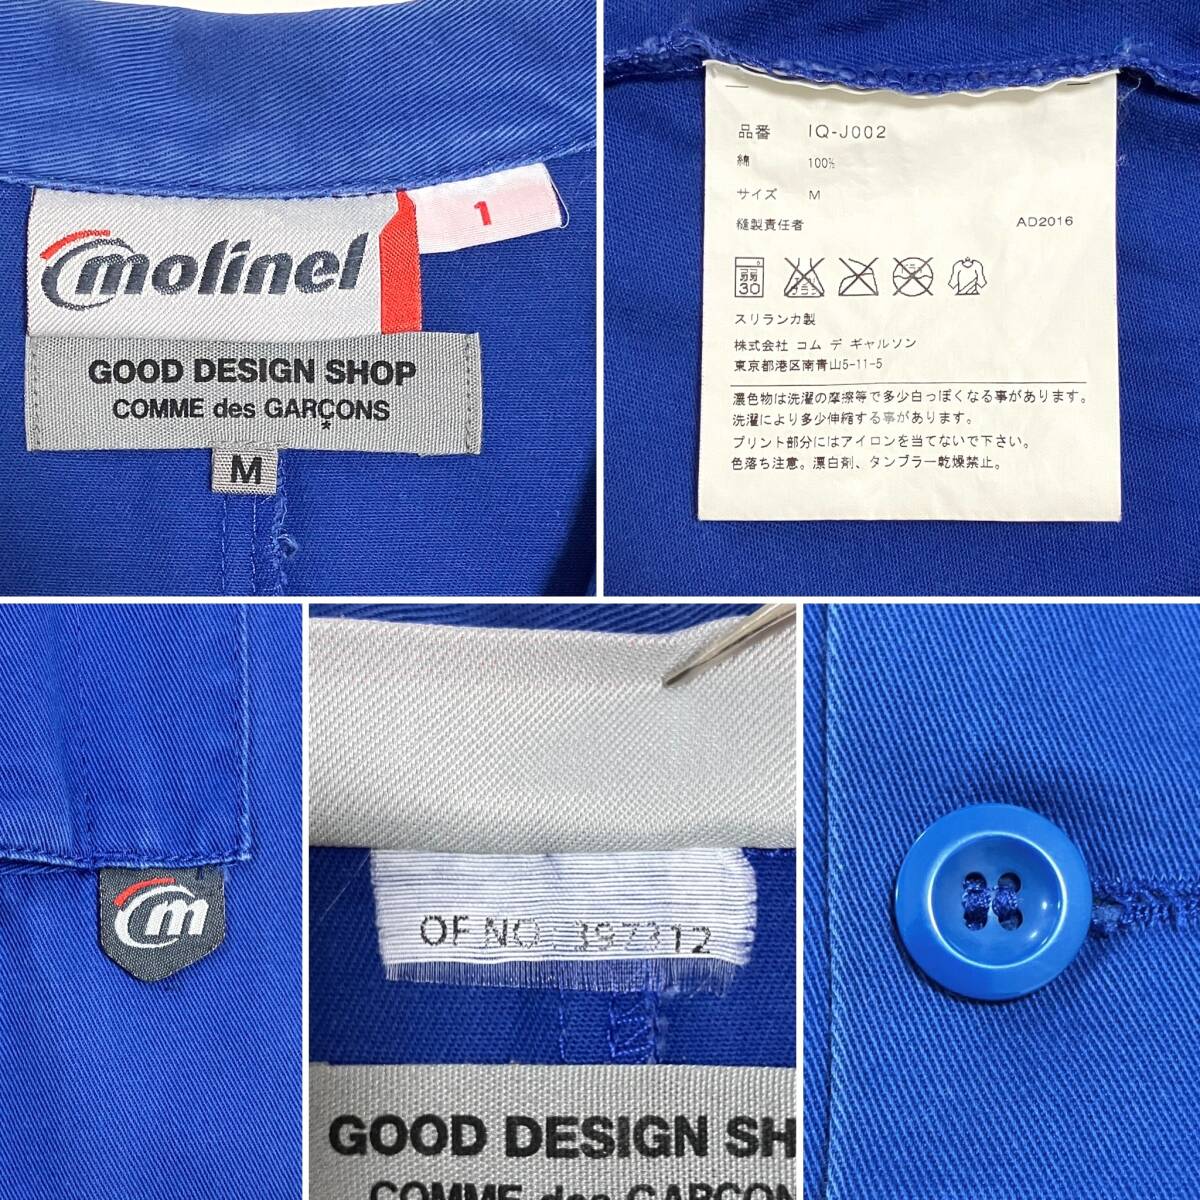 molinel
1
GOOD DESIGN SHOP
COMME des GARÇONS
*
M
品番 IQ-J002
綿 100%
サイズ M
縫製責任者 AD2016
弱 30
スリランカ製
株式会社 コム デ ギャルソン
東京都港区南青山5-11-5
濃色物は洗濯の摩擦等で多少白っぽくなる事があります。
洗濯により多少伸縮する事があります。
プリント部分にはアイロンを当てないで下さい。
色落ち注意。漂白剤、タンブラー乾燥禁止。
m
OF NO 397312
GOOD DESIGN SH
COMME des GARÇON